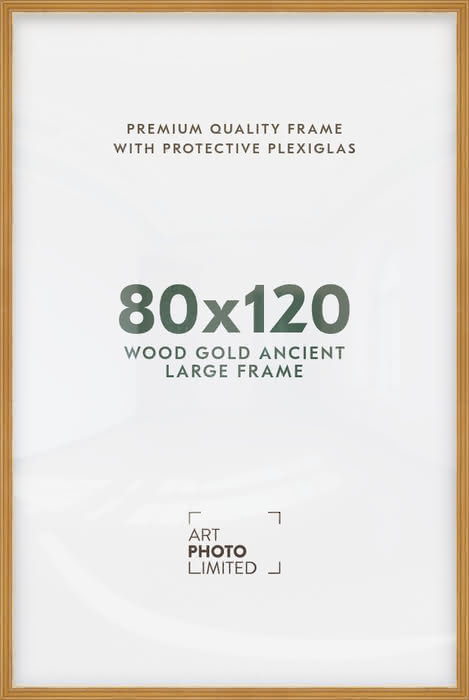 PREMIUM QUALITY FRAME
WITH PROTECTIVE PLEXIGLAS
80x120
WOOD GOLD ANCIENT
LARGE FRAME
ART
PHOTO
LIMITED